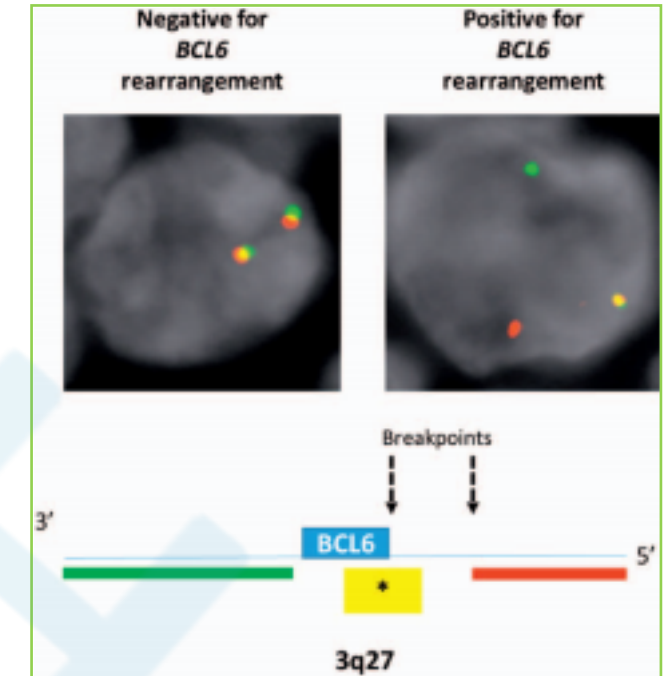 Negative for
BCL6
rearrangement
Positive for
BCL6
rearrangement
Breakpoints
3'
BCL6
5'
*
3q27